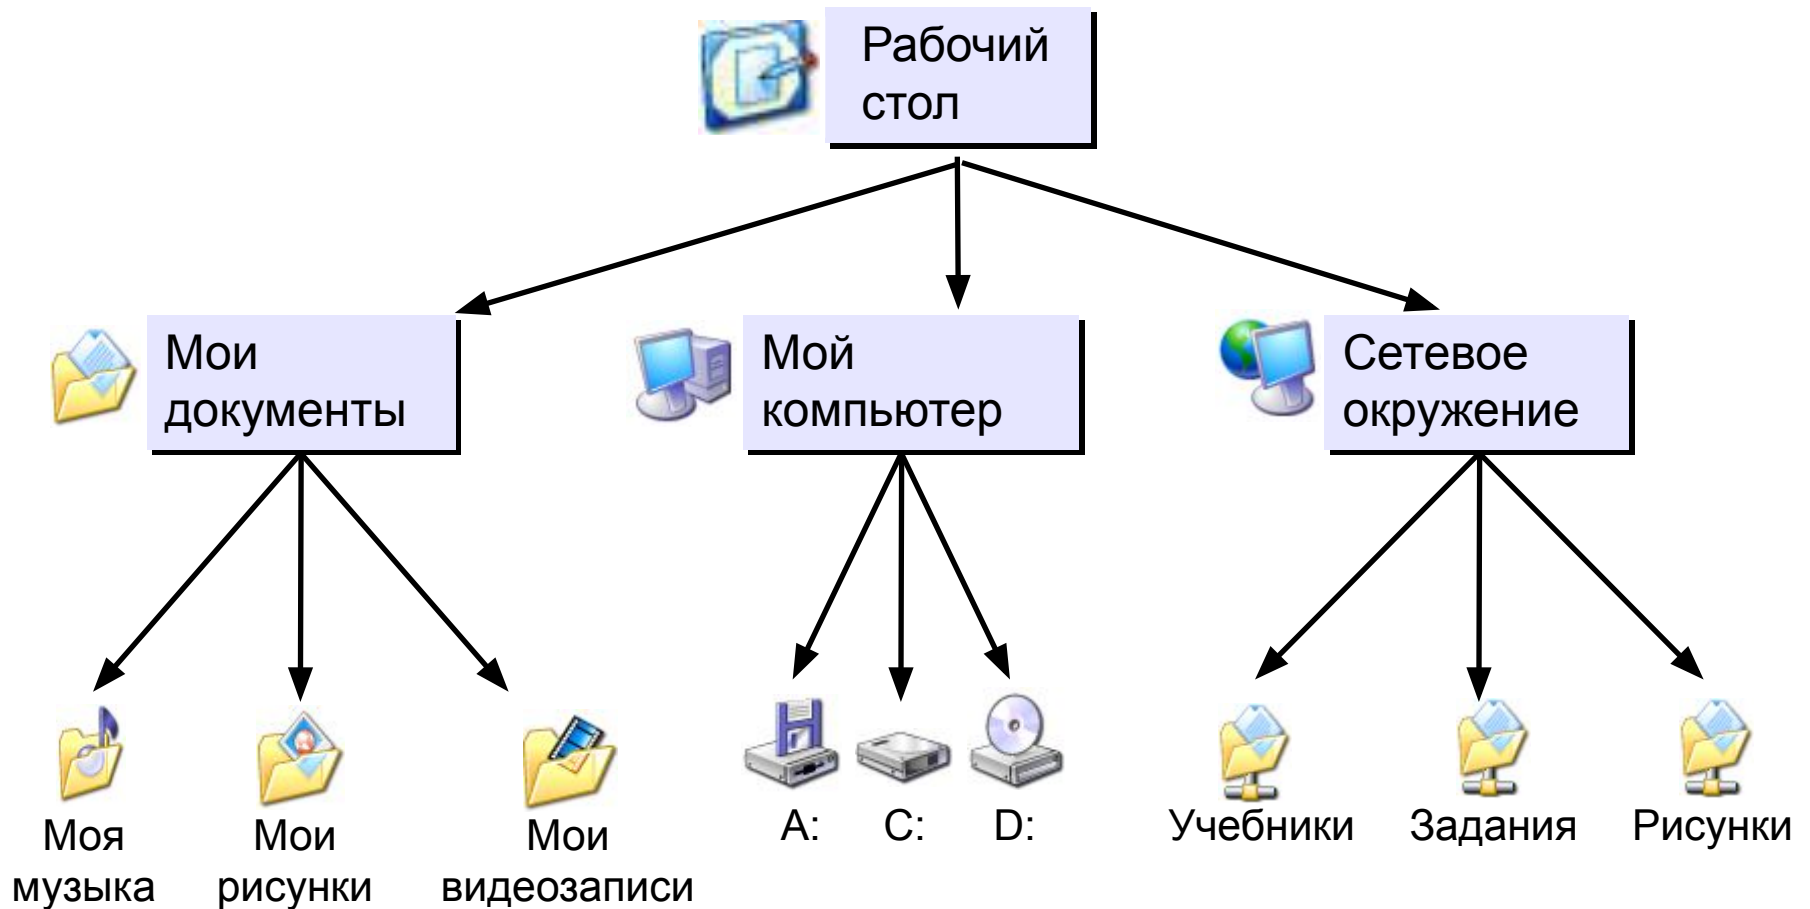 Рабочий
стол
Мои
документы
Мой
компьютер
Сетевое
окружение
Моя
музыка
Мои
рисунки
Мои
видеозаписи
A:
C:
D:
Учебники
Задания
Рисунки